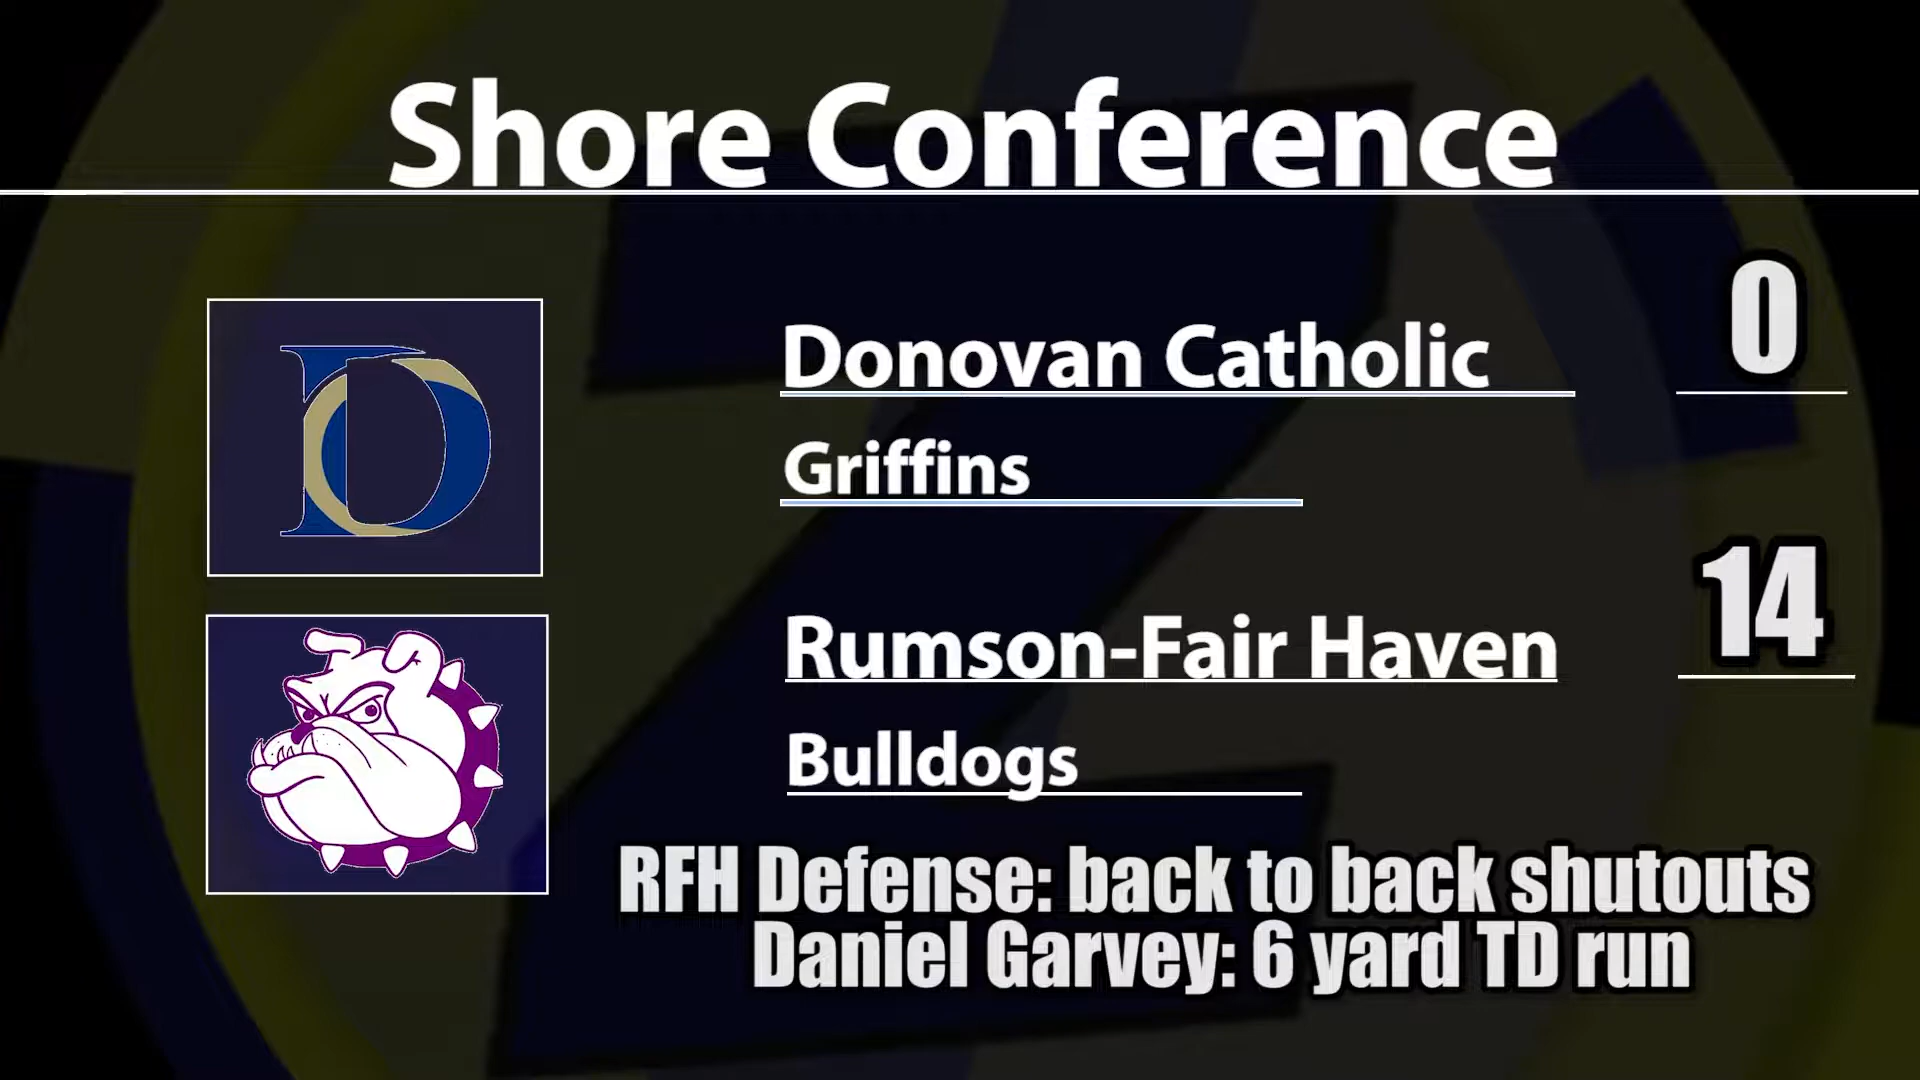 Shore Conference
Donovan Catholic 0
Griffins
Rumson-Fair Haven 14
Bulldogs
RFH Defense: back to back shutouts
Daniel Garvey: 6 yard TD run